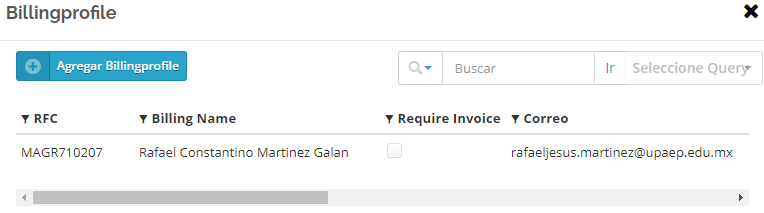 Billingprofile
Agregar Billingprofile
Buscar
Ir
Seleccione Query
RFC Billing Name Require Invoice Correo
MAGR710207 Rafael Constantino Martinez Galan rafaeljesus.martinez@upaep.edu.mx